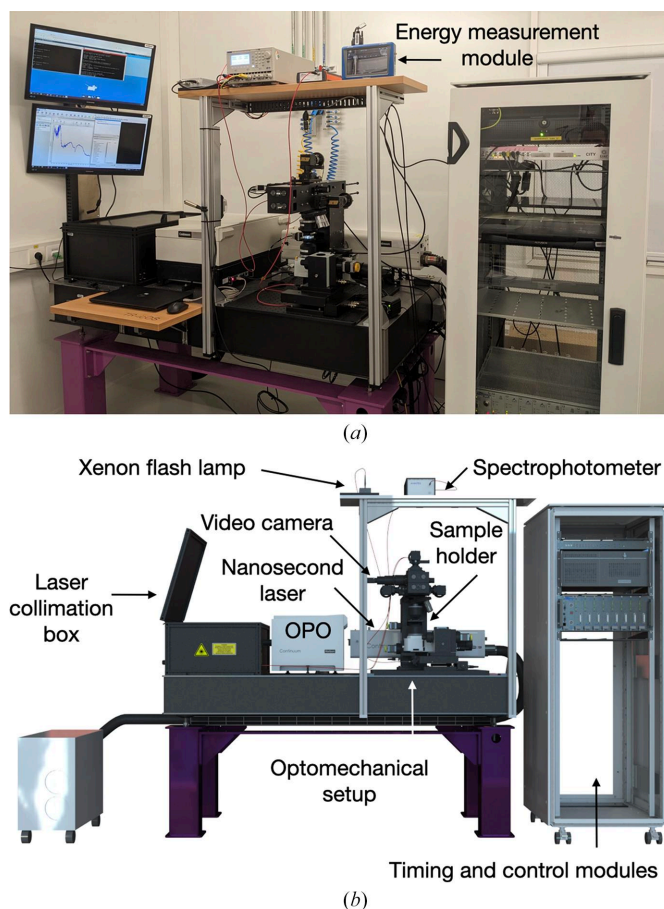 Energy measurement
module
(a)
Xenon flash lamp
Spectrophotometer
Video camera
Sample
holder
Nanosecond
laser
Laser
collimation
box
OPO
Continuum
Optomechanical
setup
Timing and control modules
(b)